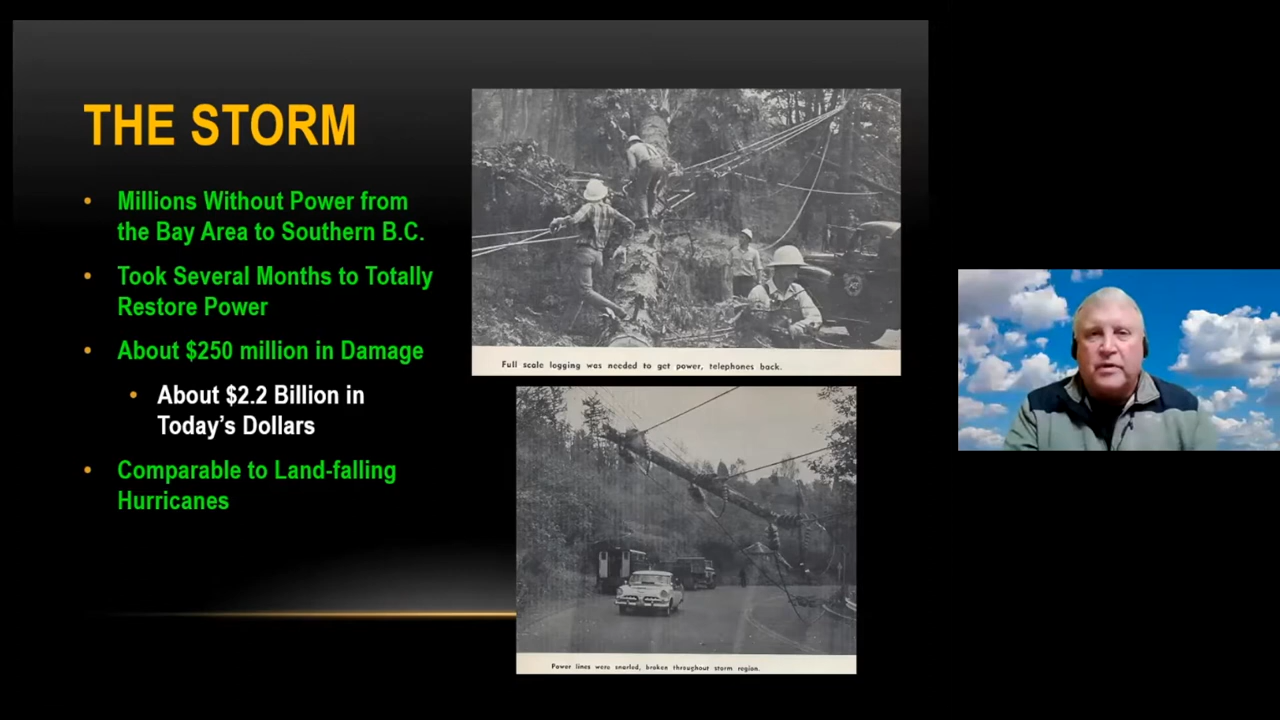 THE STORM
• Millions Without Power from
the Bay Area to Southern B.C.
• Took Several Months to Totally
Restore Power
• About $250 million in Damage
• About $2.2 Billion in
Today's Dollars
• Comparable to Land-falling
Hurricanes
Full scale logging was needed to get power, telephones back.
Power lines were snarled, broken throughout storm region.